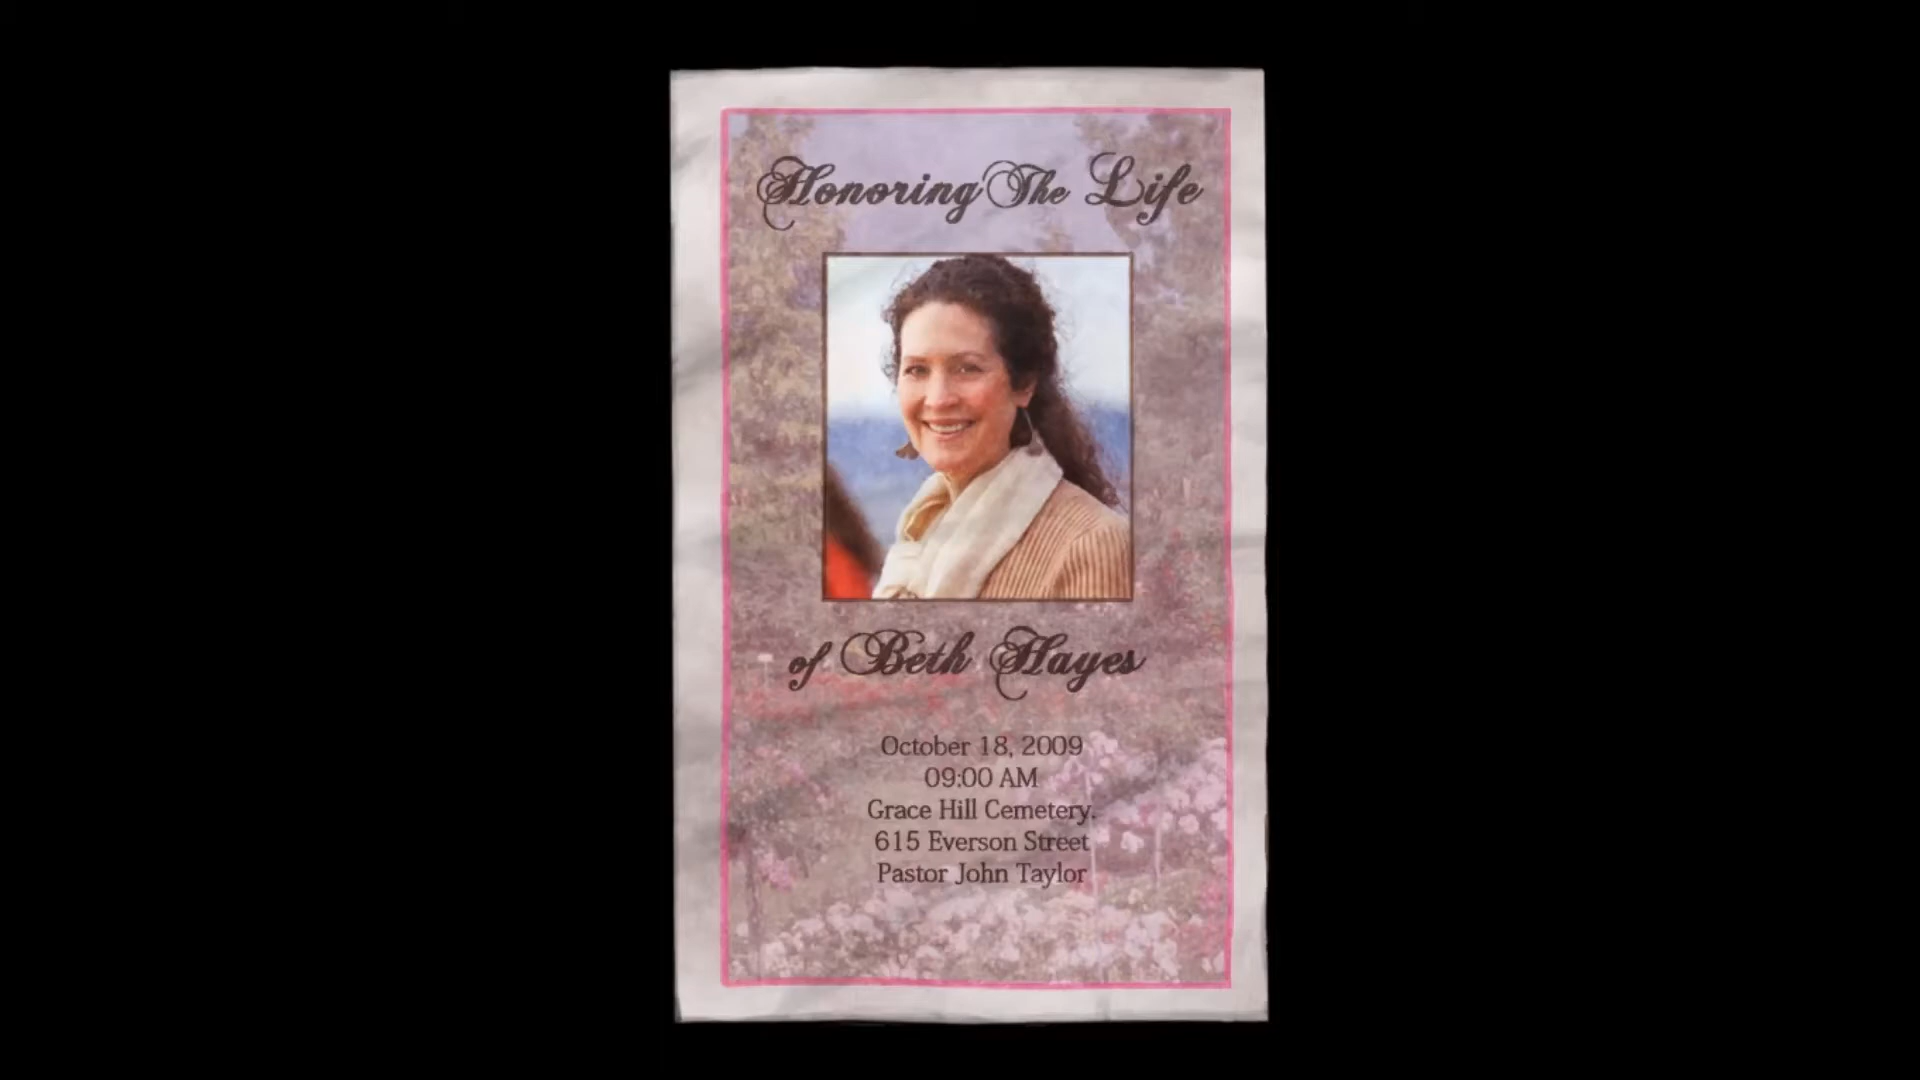 Honoring The Life
of Beth Hayes
October 18, 2009
09:00 AM
Grace Hill Cemetery.
615 Everson Street
Pastor John Taylor